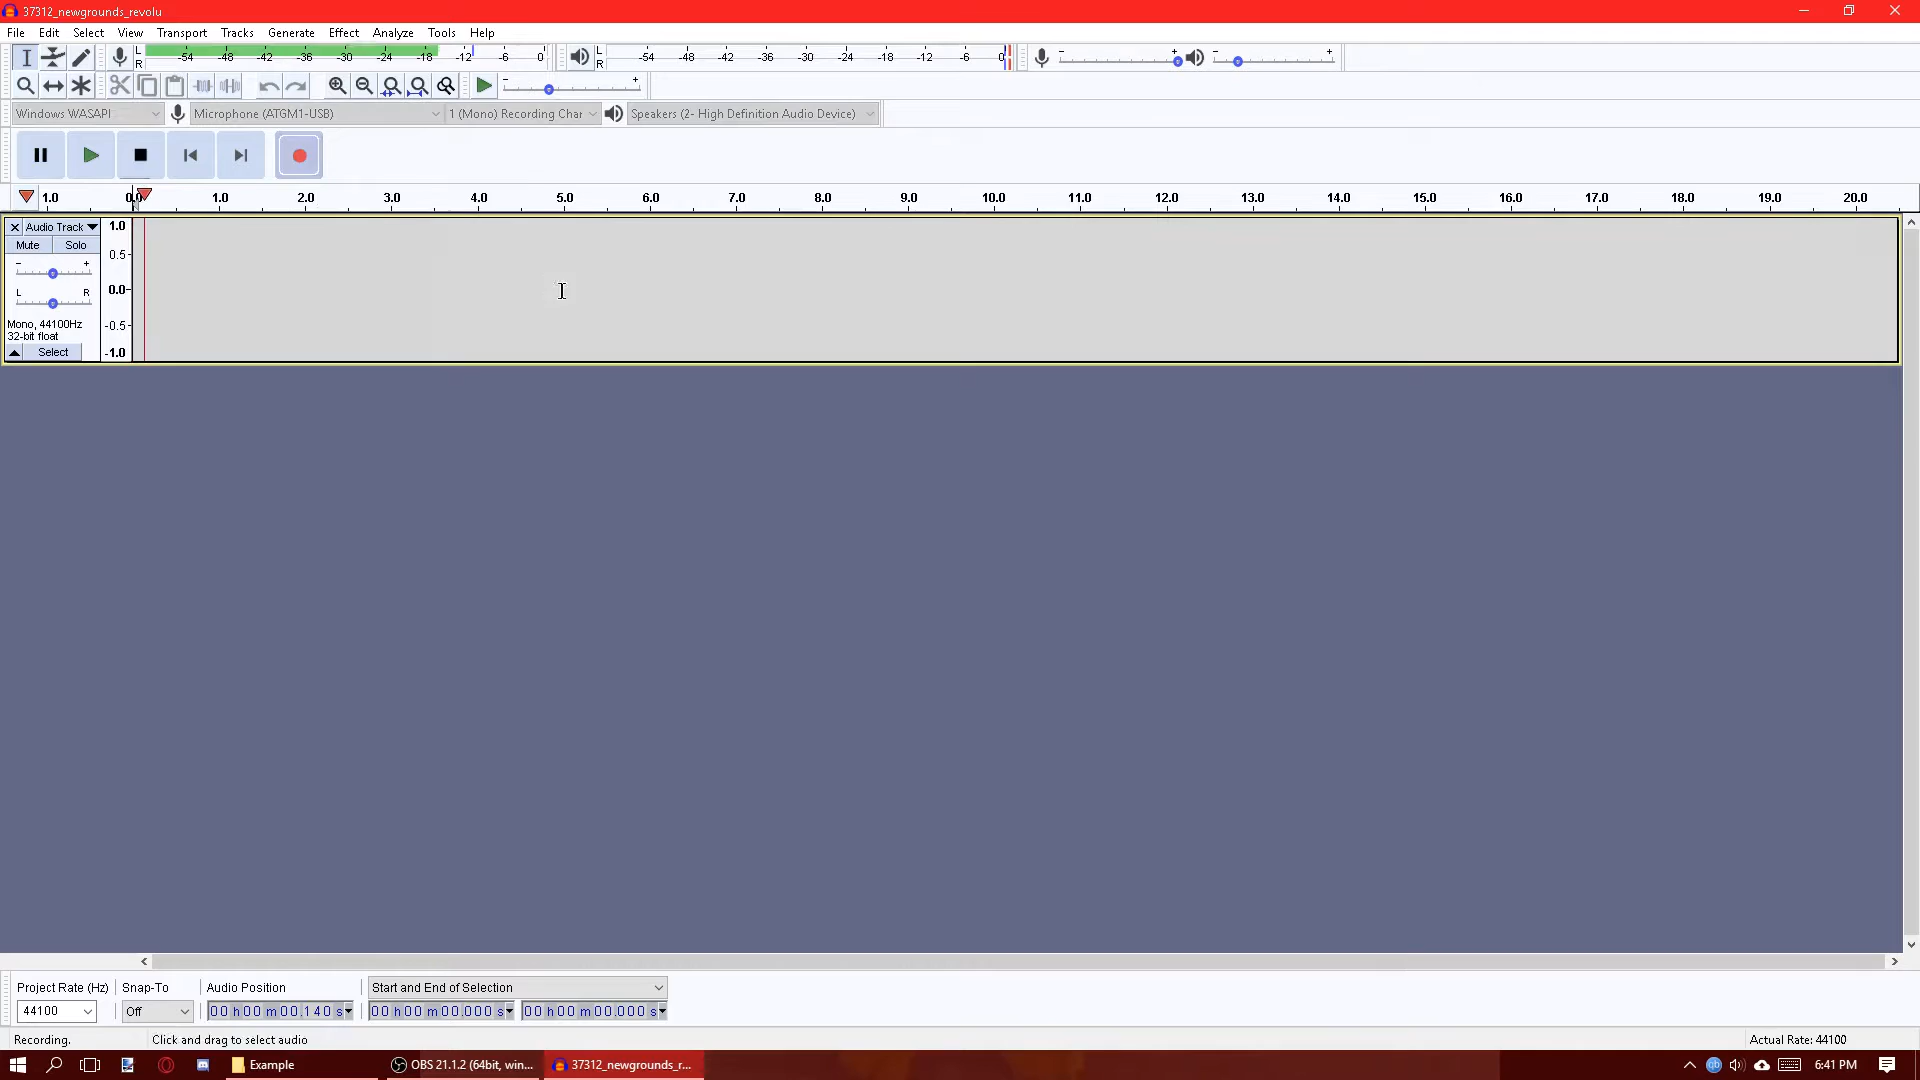 37312_newgrounds_revolu
File Edit Select View Transport Tracks Generate Effect Analyze Tools Help
L R -54 -48 -42 -36 -30 -24 -18 -12 -6 0 L R -54 -48 -42 -36 -30 -24 -18 -12 -6 0 - + - +
- +
Windows WASAPI Microphone (ATGM1-USB) 1 (Mono) Recording Char Speakers (2- High Definition Audio Device)
1.0 0.0 1.0 2.0 3.0 4.0 5.0 6.0 7.0 8.0 9.0 10.0 11.0 12.0 13.0 14.0 15.0 16.0 17.0 18.0 19.0 20.0
Audio Track 1.0
Mute Solo
0.5
- +
L R 0.0
Mono, 44100Hz -0.5
32-bit float
Select -1.0
Project Rate (Hz) Snap-To Audio Position Start and End of Selection
44100 Off 00 h 00 m 00.140 s 00 h 00 m 00.000 s 00 h 00 m 00.000 s
Recording. Click and drag to select audio Actual Rate: 44100
Example OBS 21.1.2 (64bit, win... 37312_newgrounds_r... qb 6:41 PM